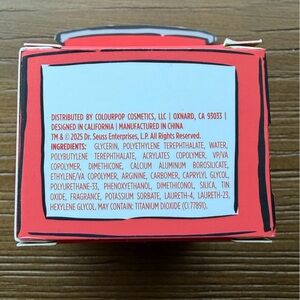 DISTRIBUTED BY COLOURPOP COSMETICS, LLC | OXNARD, CA 93033 |
DESIGNED IN CALIFORNIA | MANUFACTURED IN CHINA
TM & © 2025 Dr. Seuss Enterprises, L.P. All Rights Reserved.
INGREDIENTS: GLYCERIN, POLYETHYLENE TEREPHTHALATE, WATER,
POLYBUTYLENE TEREPHTHALATE, ACRYLATES COPOLYMER, VP/VA
COPOLYMER, DIMETHICONE, CALCIUM ALUMINUM BOROSILICATE,
ETHYLENE/VA COPOLYMER, ARGININE, CARBOMER, CAPRYLYL GLYCOL,
POLYURETHANE-33, PHENOXYETHANOL, DIMETHICONOL, SILICA, TIN
OXIDE, FRAGRANCE, POTASSIUM SORBATE, LAURETH-4, LAURETH-23,
HEXYLENE GLYCOL. MAY CONTAIN: TITANIUM DIOXIDE (CI 77891).